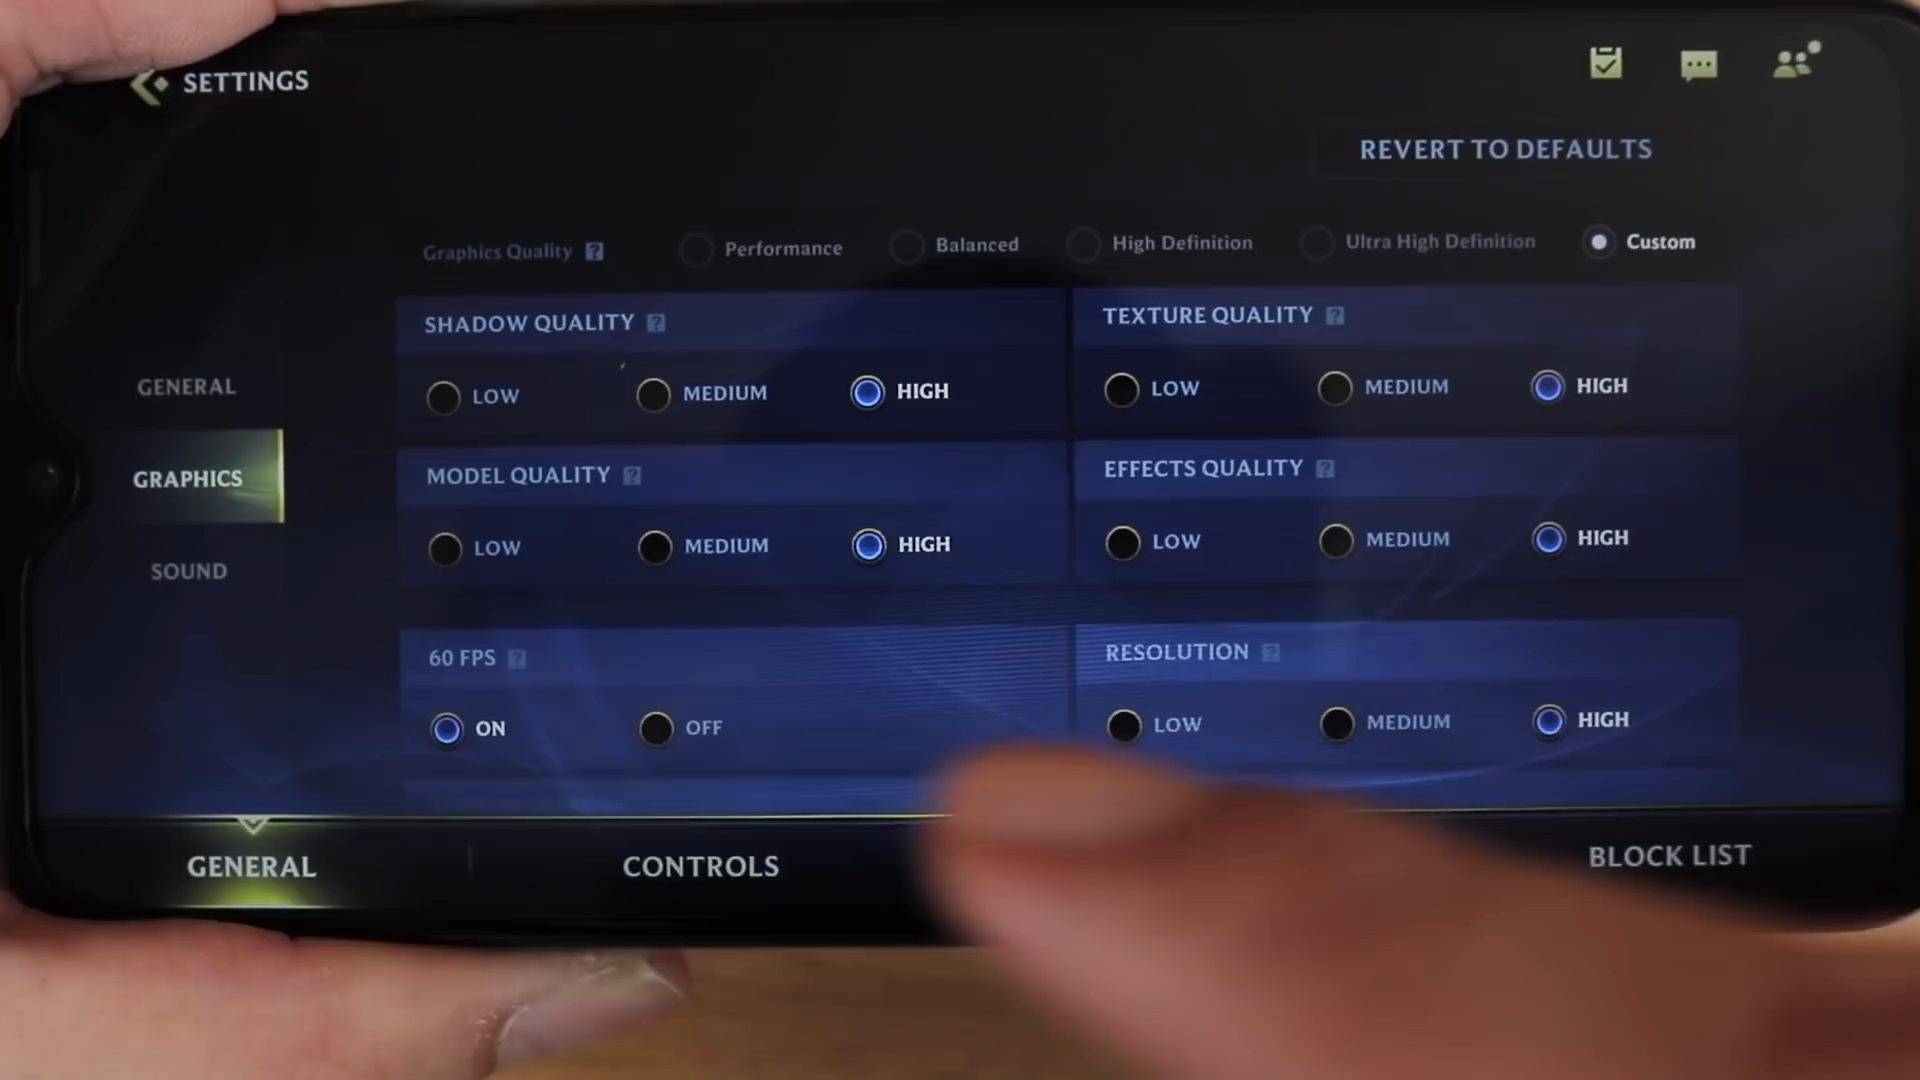 SETTINGS
REVERT TO DEFAULTS
Graphics Quality ? Performance Balanced High Definition Ultra High Definition Custom
SHADOW QUALITY ? TEXTURE QUALITY ?
LOW MEDIUM HIGH LOW MEDIUM HIGH
GENERAL
MODEL QUALITY ? EFFECTS QUALITY ?
GRAPHICS
LOW MEDIUM HIGH LOW MEDIUM HIGH
SOUND
60 FPS ? RESOLUTION ?
ON OFF LOW MEDIUM HIGH
GENERAL CONTROLS BLOCK LIST